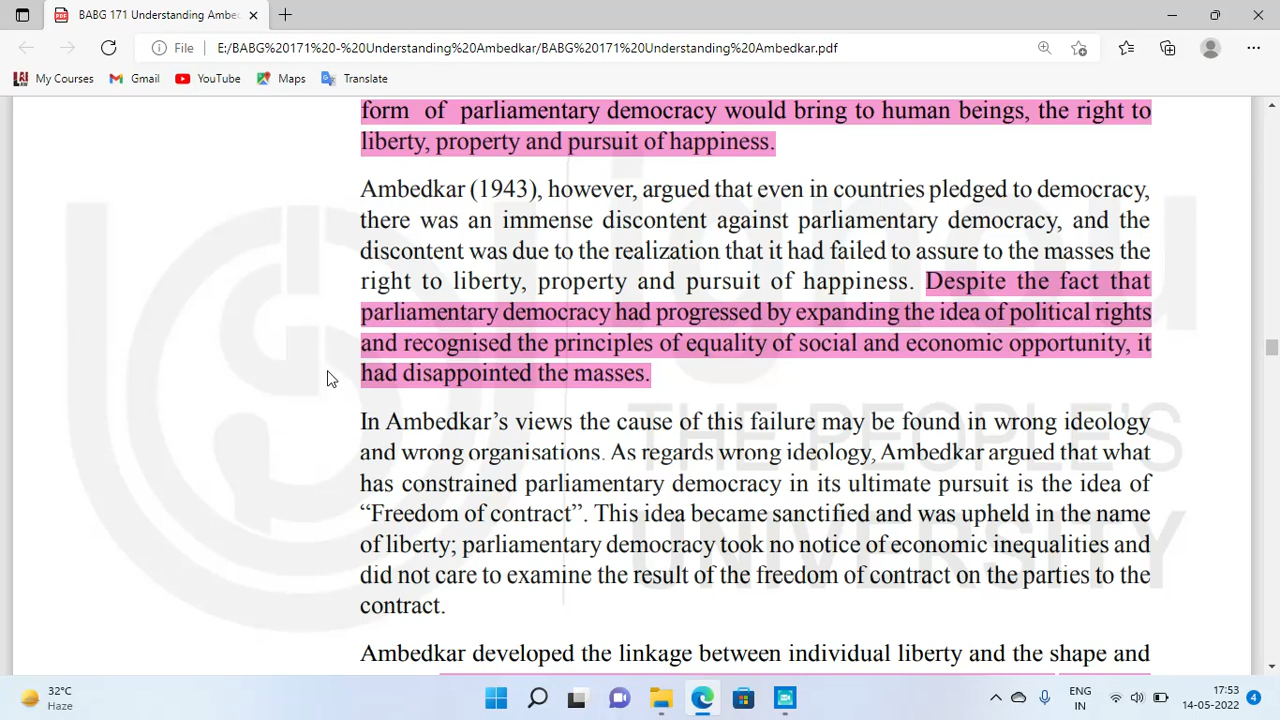 BABG 171 Understanding Ambe
File E:/BABG%20171%20-%20Understanding%20Ambedkar/BABG%20171%20Understanding%20Ambedkar.pdf
My Courses Gmail YouTube Maps Translate
form of parliamentary democracy would bring to human beings, the right to
liberty, property and pursuit of happiness.
Ambedkar (1943), however, argued that even in countries pledged to democracy,
there was an immense discontent against parliamentary democracy, and the
discontent was due to the realization that it had failed to assure to the masses the
right to liberty, property and pursuit of happiness. Despite the fact that
parliamentary democracy had progressed by expanding the idea of political rights
and recognised the principles of equality of social and economic opportunity, it
had disappointed the masses.
In Ambedkar’s views the cause of this failure may be found in wrong ideology
and wrong organisations. As regards wrong ideology, Ambedkar argued that what
has constrained parliamentary democracy in its ultimate pursuit is the idea of
“Freedom of contract”. This idea became sanctified and was upheld in the name
of liberty; parliamentary democracy took no notice of economic inequalities and
did not care to examine the result of the freedom of contract on the parties to the
contract.
Ambedkar developed the linkage between individual liberty and the shape and
ignou
THE PEOPLE'S
UNIVERSITY
32°C
Haze
ENG
IN
17:53
14-05-2022
4